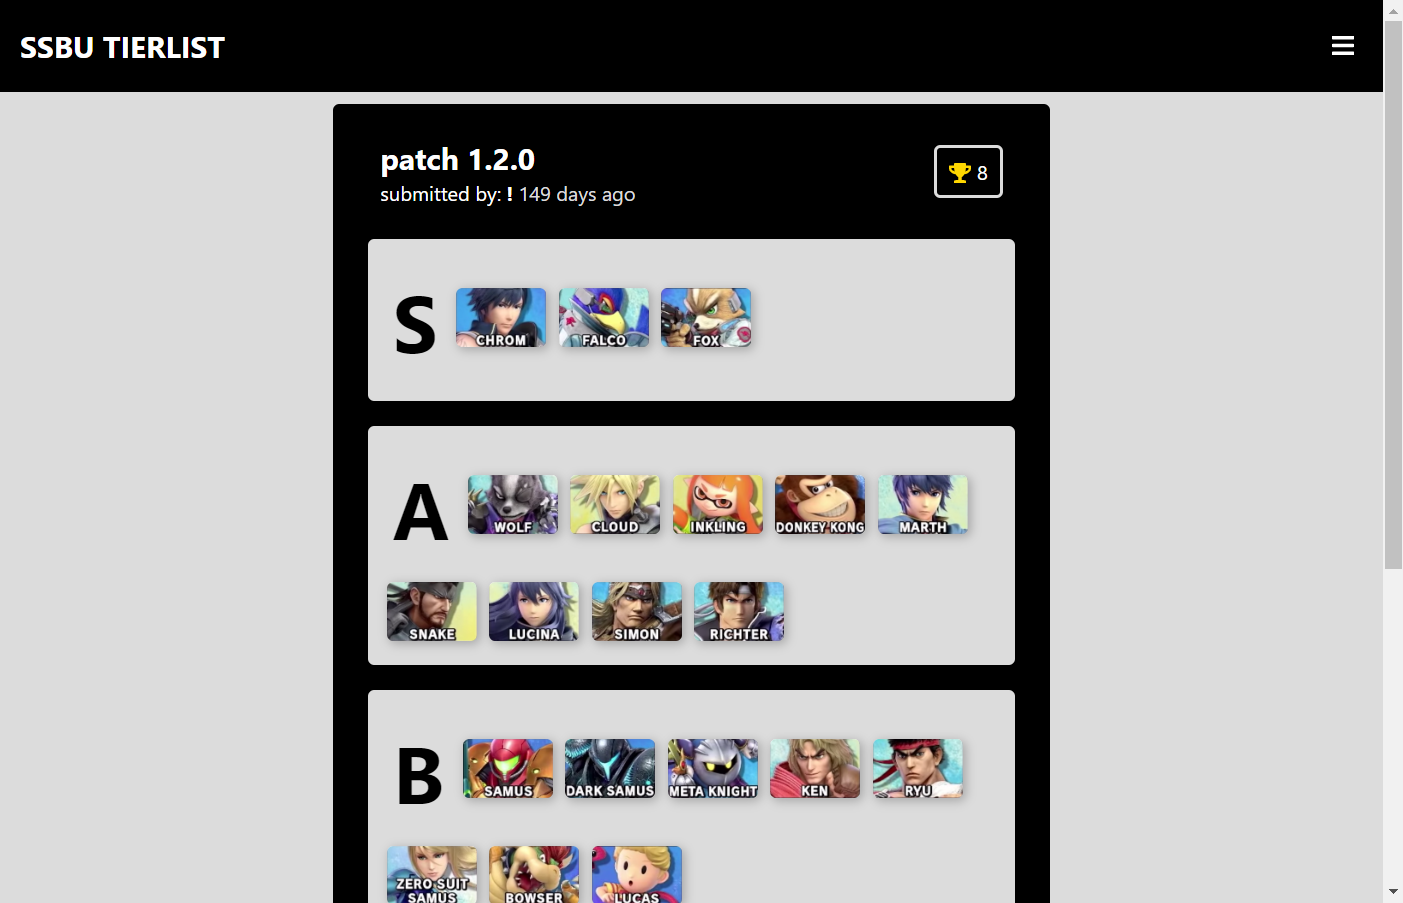 SSBU TIERLIST
patch 1.2.0
8
submitted by: ! 149 days ago
S
CHROM FALCO FOX
A
WOLF CLOUD INKLING DONKEY KONG MARTH
SNAKE LUCINA SIMON RICHTER
B
SAMUS DARK SAMUS META KNIGHT KEN RYU
ZERO SUIT
SAMUS BOWSER LUCAS